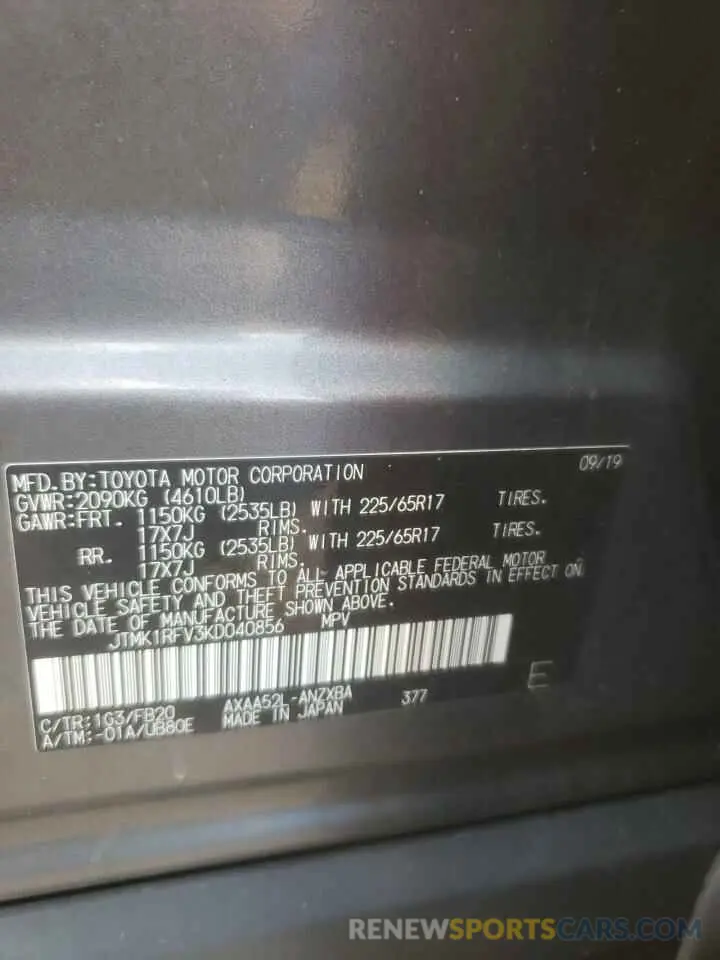 MFD.BY:TOYOTA MOTOR CORPORATION 09/19
GVWR:2090KG (4610LB)
GAWR:FRT. 1150KG (2535LB) WITH 225/65R17 TIRES.
17X7J RIMS.
RR. 1150KG (2535LB) WITH 225/65R17 TIRES.
17X7J RIMS.
THIS VEHICLE CONFORMS TO ALL APPLICABLE FEDERAL MOTOR
VEHICLE SAFETY AND THEFT PREVENTION STANDARDS IN EFFECT ON
THE DATE OF MANUFACTURE SHOWN ABOVE.
JTMK1RFV3KD040856 MPV
E
C/TR:1G3/FB20 AXAA52L-ANZXBA 377
A/TM:-01A/UB80E MADE IN JAPAN
RENEWSPORTSCARS.COM